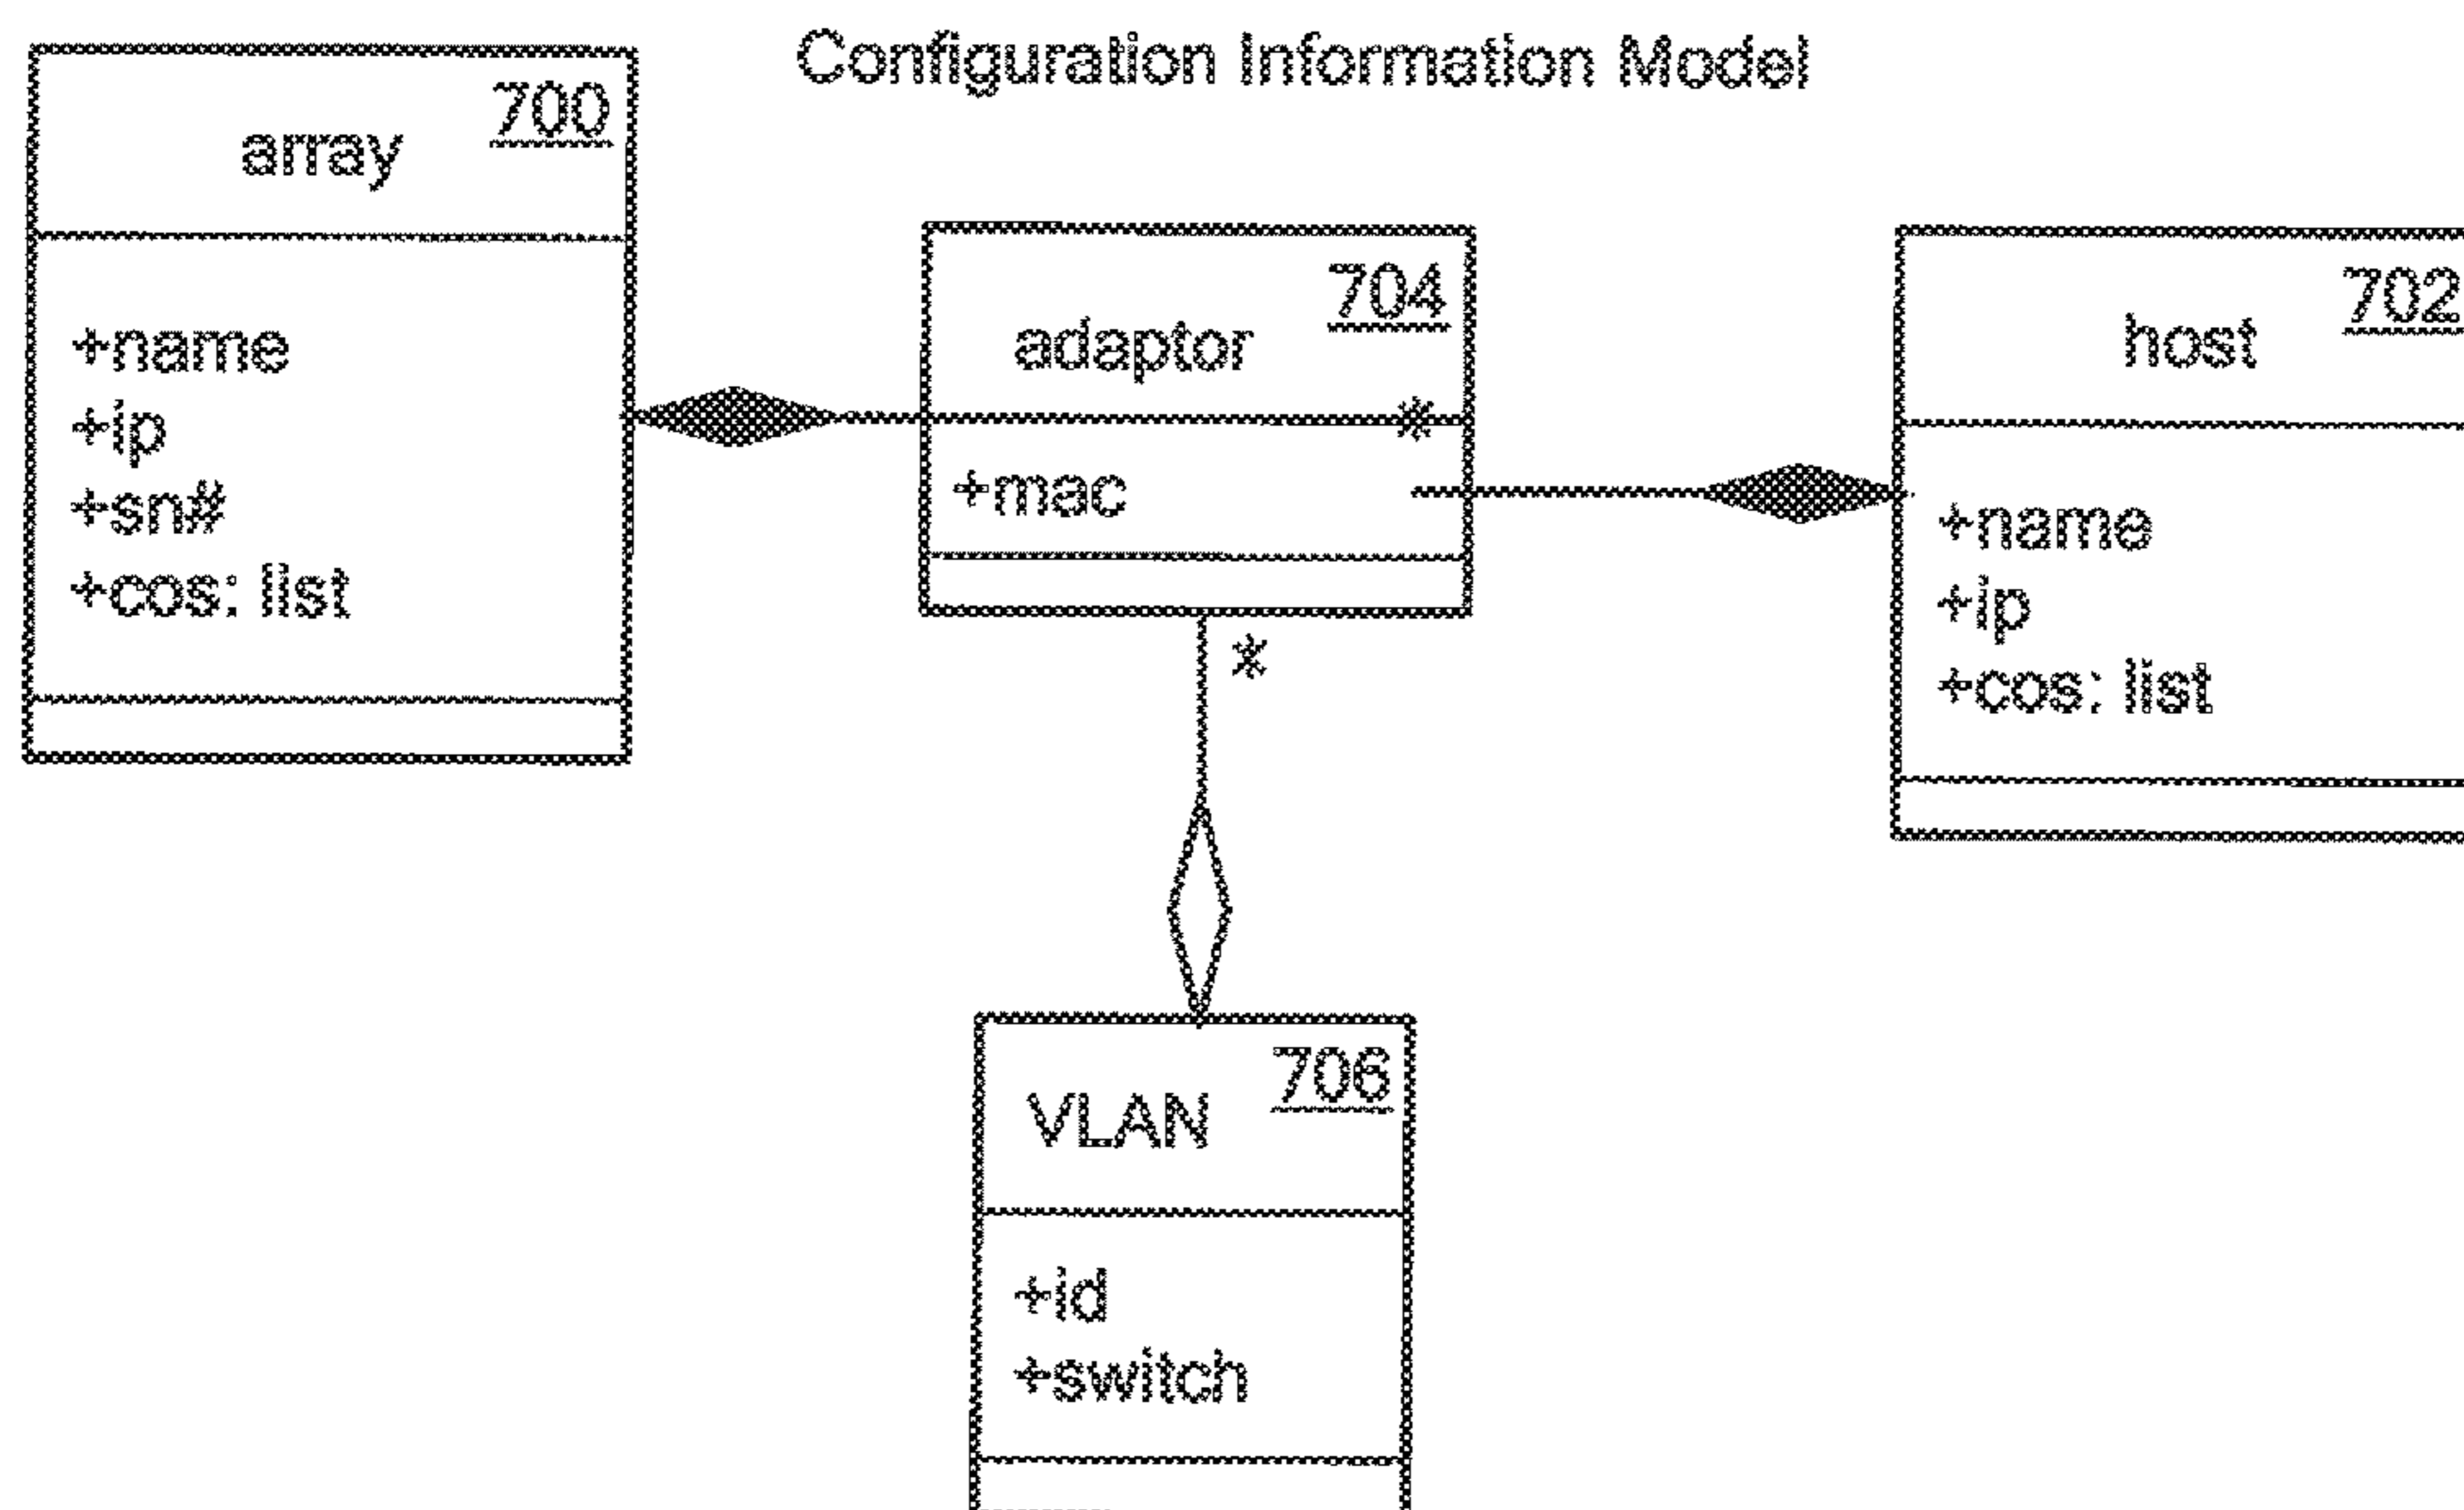 Configuration Information Model
700
array
+name
+ip
+sn#
+cos: list
704
adaptor
*
+mac
*
702
host
+name
+ip
+cos: list
706
VLAN
+id
+switch